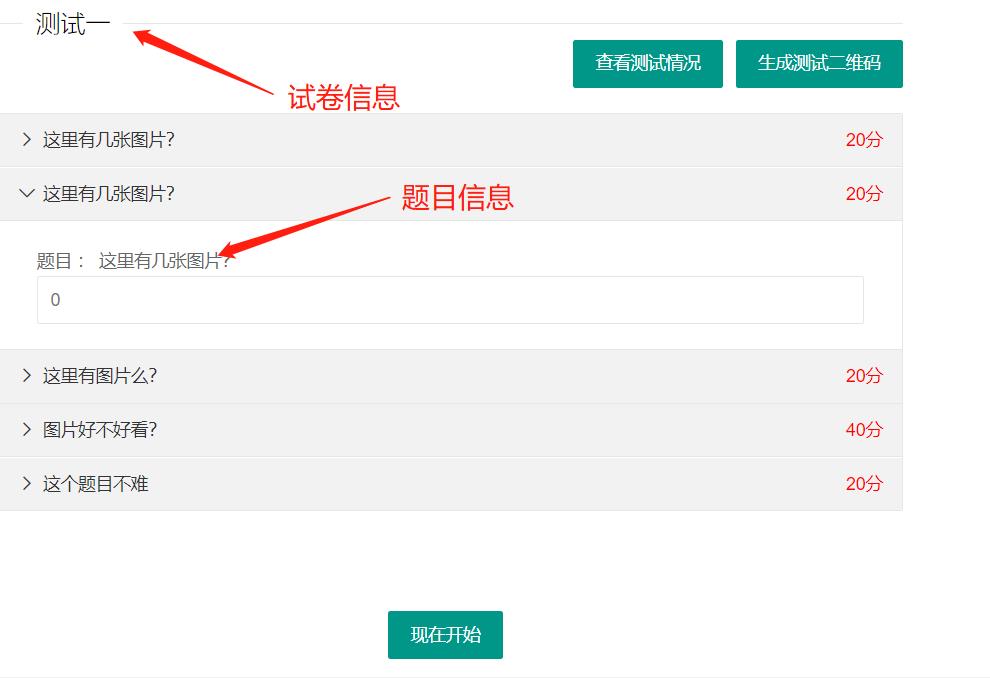 测试一
查看测试情况
生成测试二维码
试卷信息
这里有几张图片?
20分
这里有几张图片?
20分
题目信息
题目： 这里有几张图片?
0
这里有图片么?
20分
图片好不好看?
40分
这个题目不难
20分
现在开始